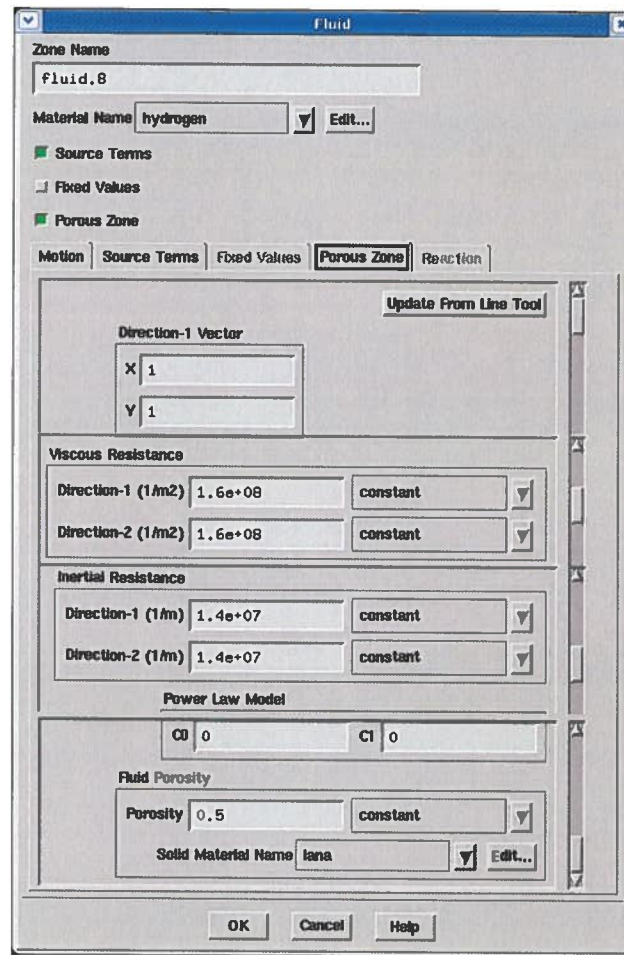 Fluid
Zone Name
fluid.8
Material Name hydrogen Edit...
Source Terms
Fixed Values
Porous Zone
Motion Source Terms Fixed Values Porous Zone Reaction
Update From Line Tool
Direction-1 Vector
X 1
Y 1
Viscous Resistance
Direction-1 (1/m2) 1.6e+08 constant
Direction-2 (1/m2) 1.6e+08 constant
Inertial Resistance
Direction-1 (1/m) 1.4e+07 constant
Direction-2 (1/m) 1.4e+07 constant
Power Law Model
C0 0 C1 0
Fluid Porosity
Porosity 0.5 constant
Solid Material Name lana Edit...
OK Cancel Help